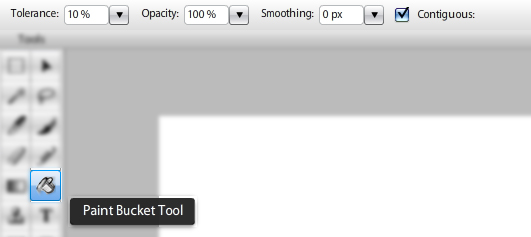 Tolerance: 10 % Opacity: 100 % Smoothing: 0 px Contiguous:
Tools
T
Paint Bucket Tool